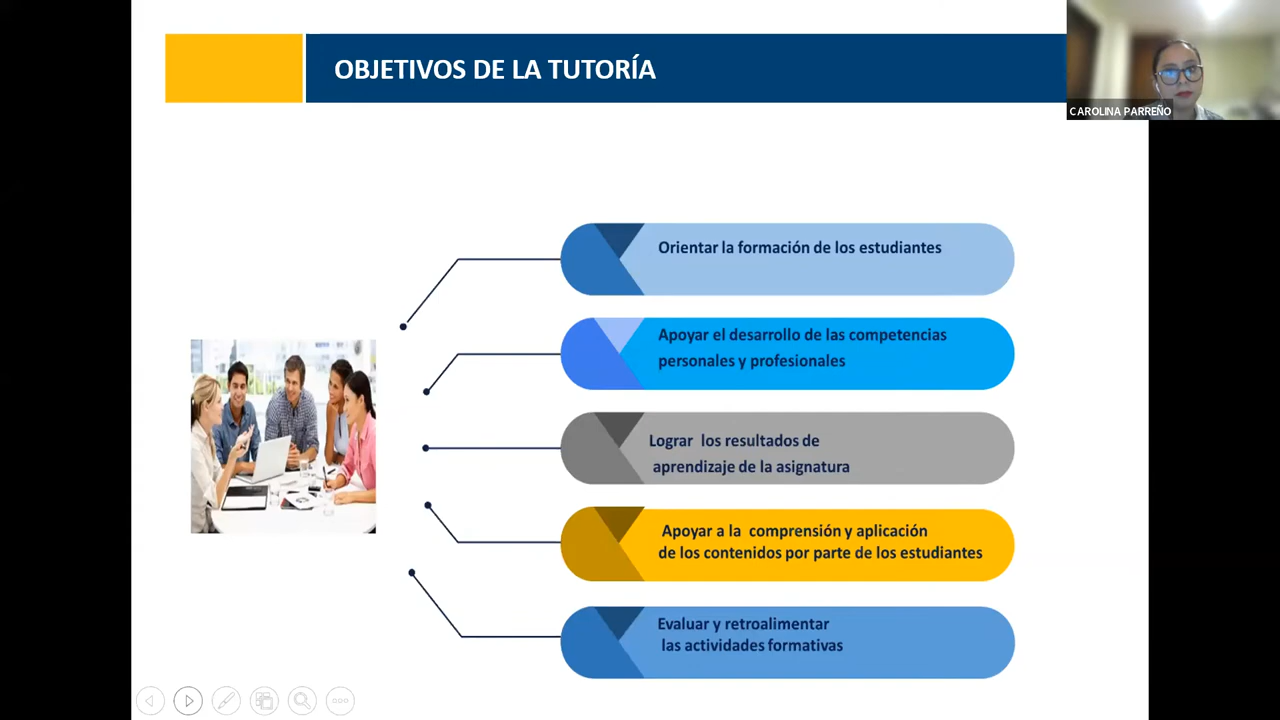 OBJETIVOS DE LA TUTORÍA
CAROLINA PARREÑO
Orientar la formación de los estudiantes
Apoyar el desarrollo de las competencias
personales y profesionales
Lograr los resultados de
aprendizaje de la asignatura
Apoyar a la comprensión y aplicación
de los contenidos por parte de los estudiantes
Evaluar y retroalimentar
las actividades formativas